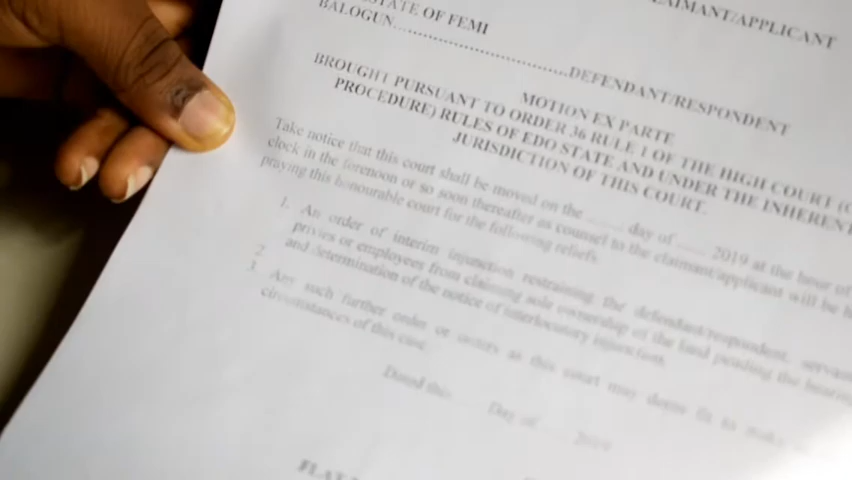 CLAIMANT/APPLICANT
ESTATE OF FEMI
BALOGUN...................................................DEFENDANT/RESPONDENT
MOTION EX PARTE
BROUGHT PURSUANT TO ORDER 36 RULE 1 OF THE HIGH COURT (C
PROCEDURE) RULES OF EDO STATE AND UNDER THE INHERENT
JURISDICTION OF THIS COURT.
Take notice that this court shall be moved on the ........ day of ...... 2019 at the hour of
clock in the forenoon or so soon thereafter as counsel to the claimant/applicant will be
praying this honourable court for the following reliefs
1. An order of interim injunction restraining the defendant/respondent, servan
privies or employees from claiming sole ownership of the land pending the hearing
and determination of the notice of interlocutory injunction.
2.
3. Any such further order or orders as this court may deem fit to make
circumstances of this case.
Dated this Day of 2019